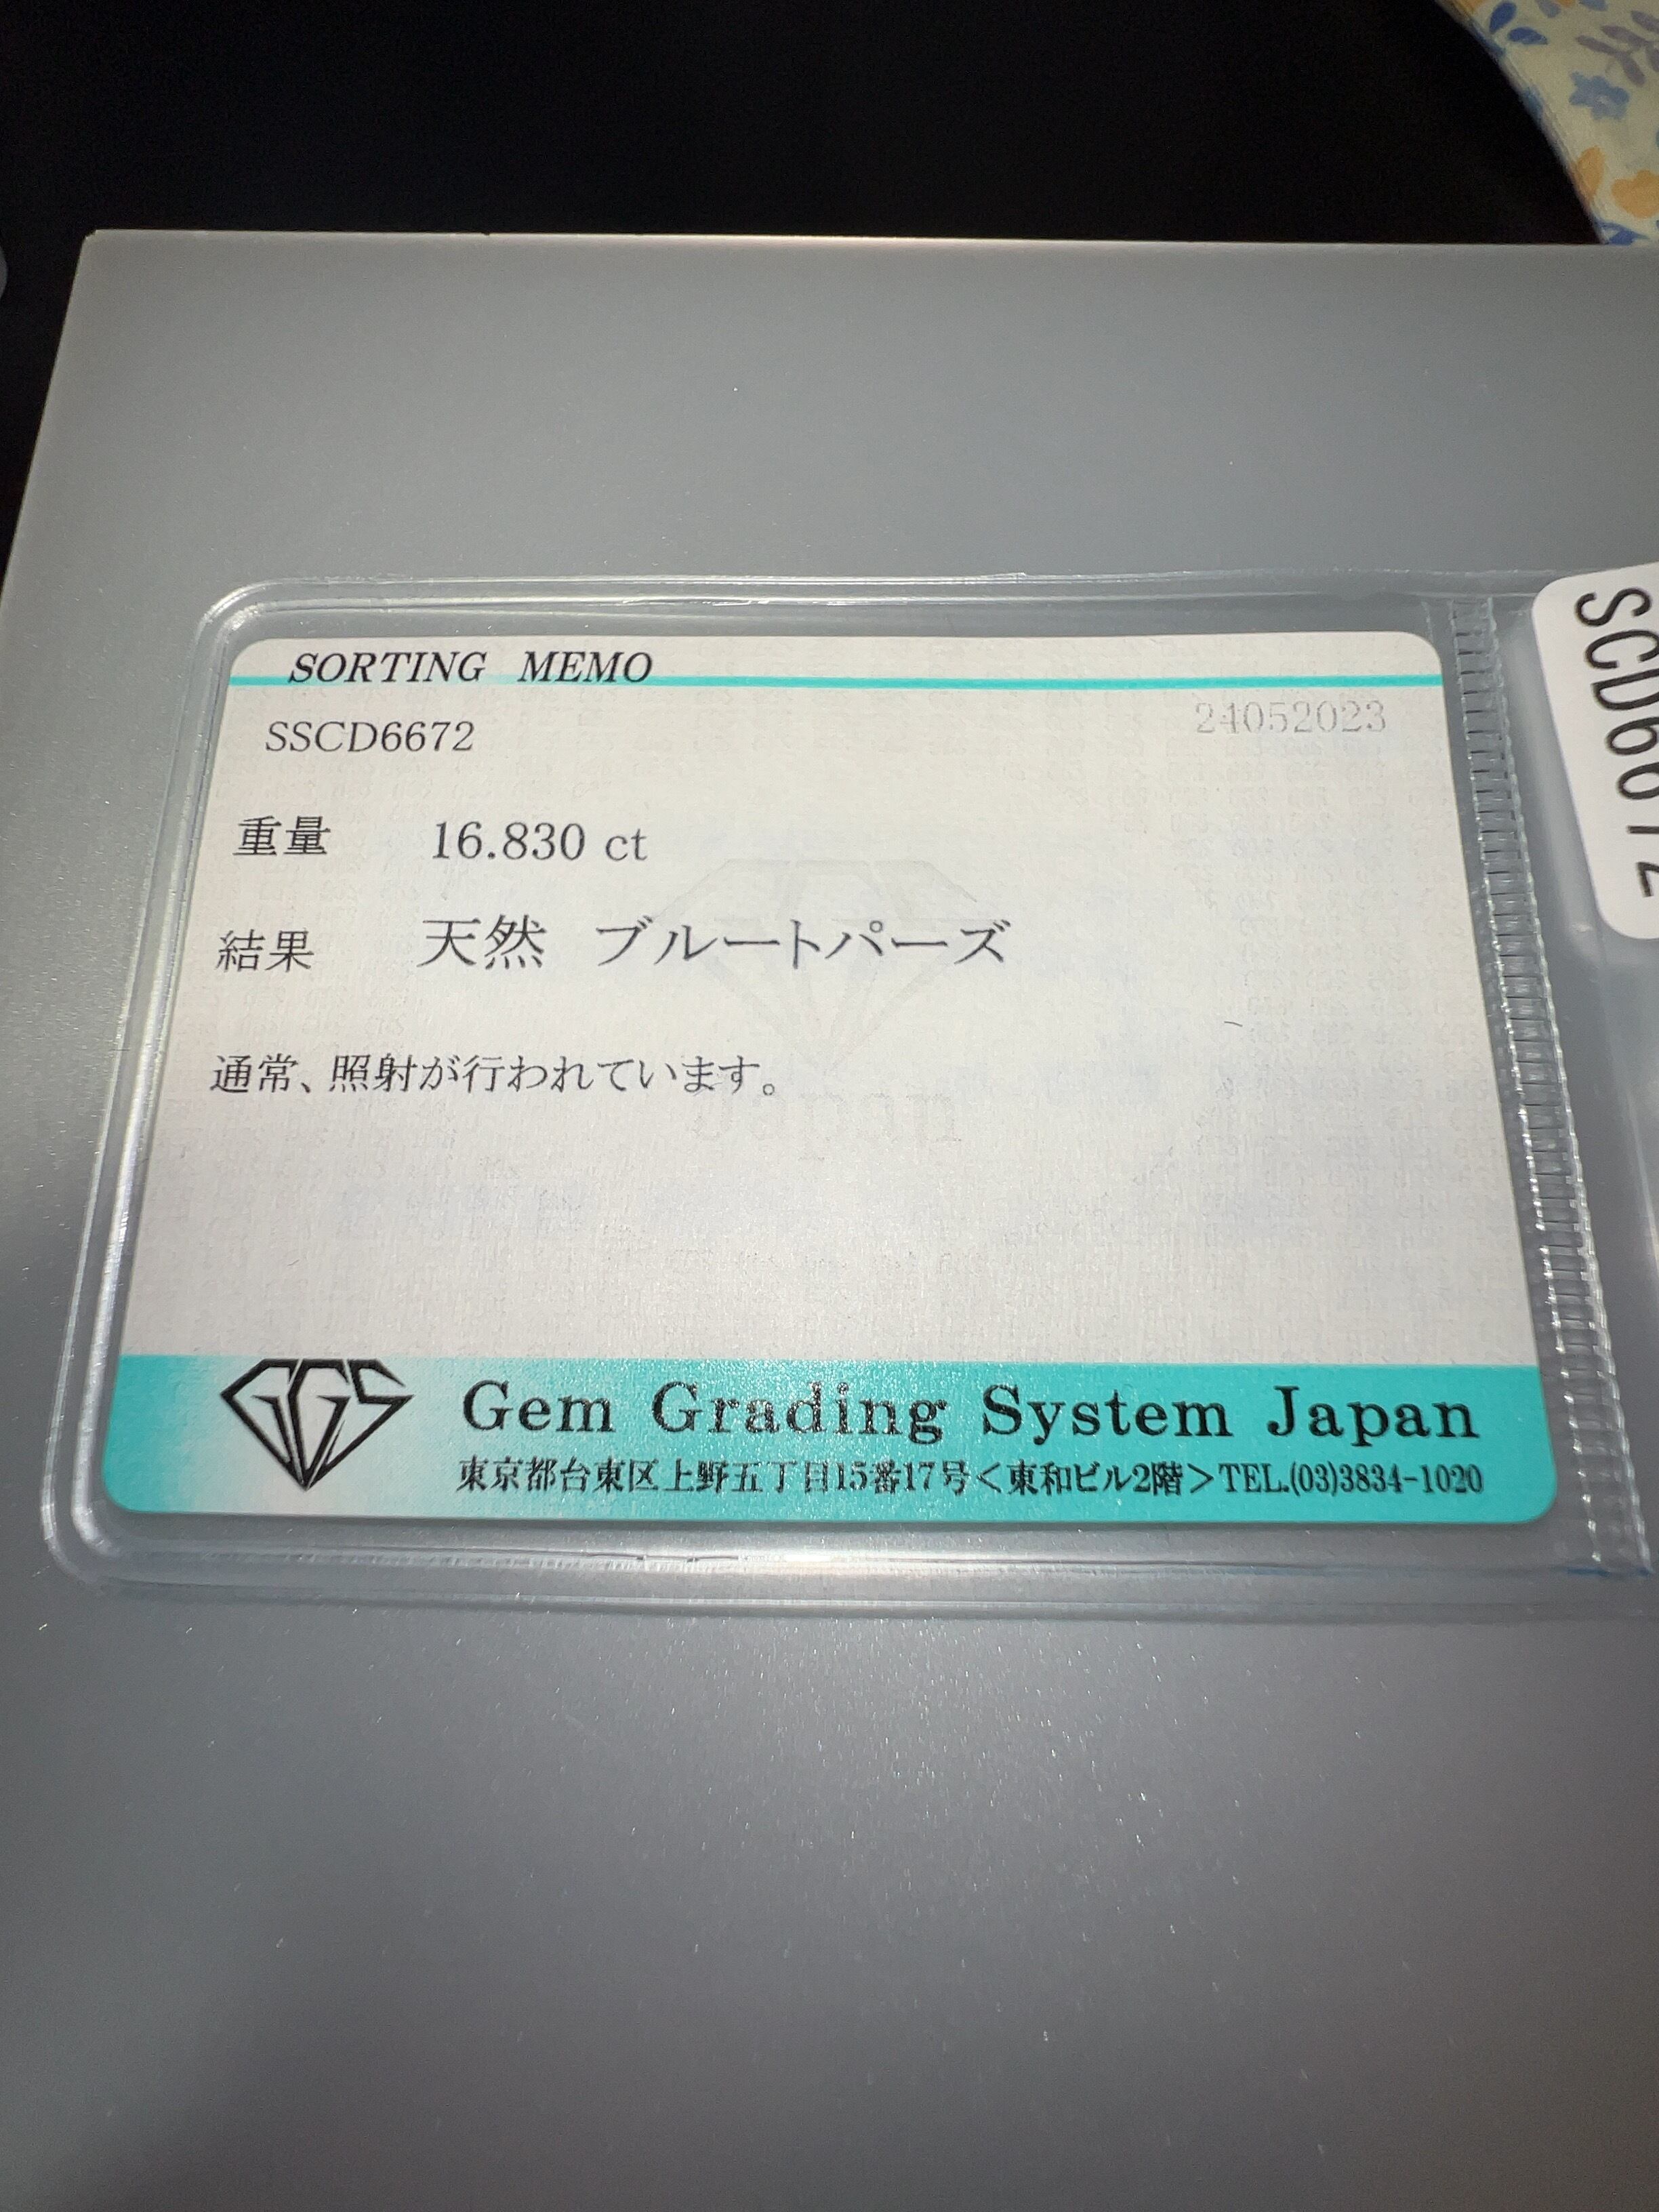 SORTING MEMO
SSCD6672
24052023
重量 16.830 ct
結果 天然 ブルートパーズ
通常、照射が行われています。
GGS
Gem Grading System Japan
東京都台東区上野五丁目15番17号<東和ビル2階>TEL.(03)3834-1020
SCD6672